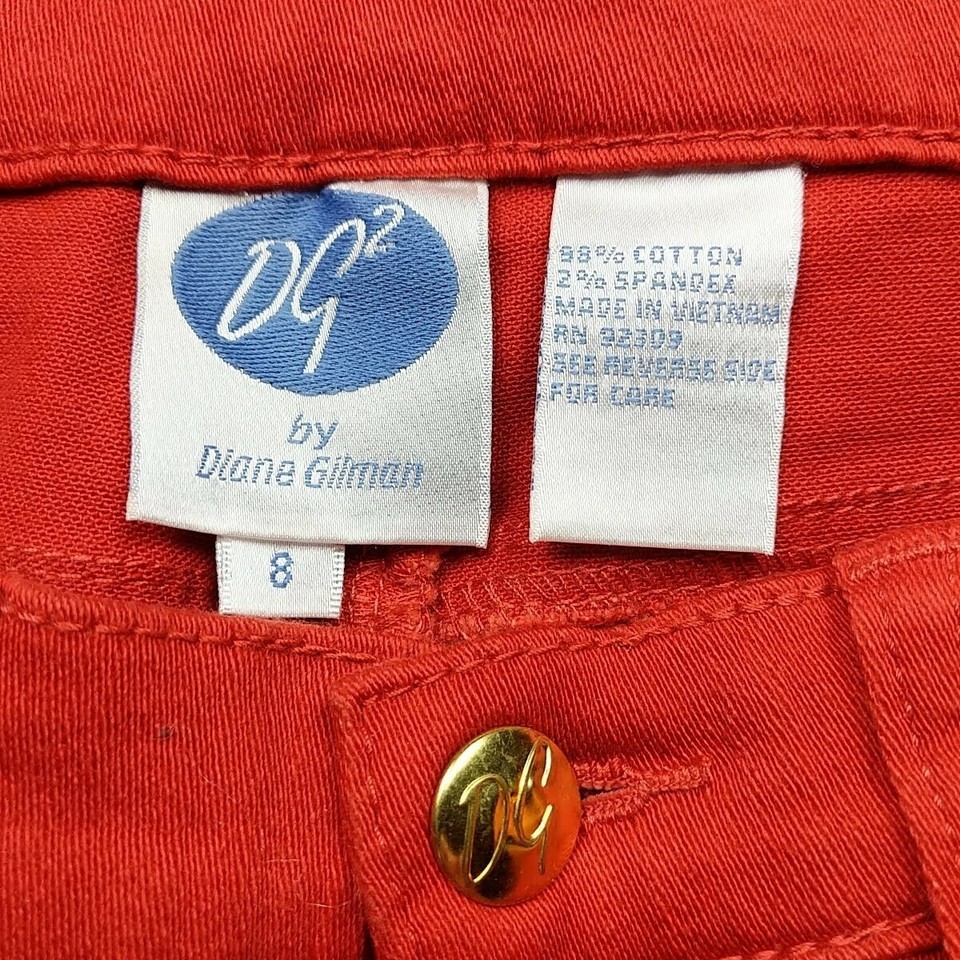 DG²
by
Diane Gilman
8
98% COTTON
2% SPANDEX
MADE IN VIETNAM
RN 92309
SEE REVERSE SIDE
FOR CARE
DG